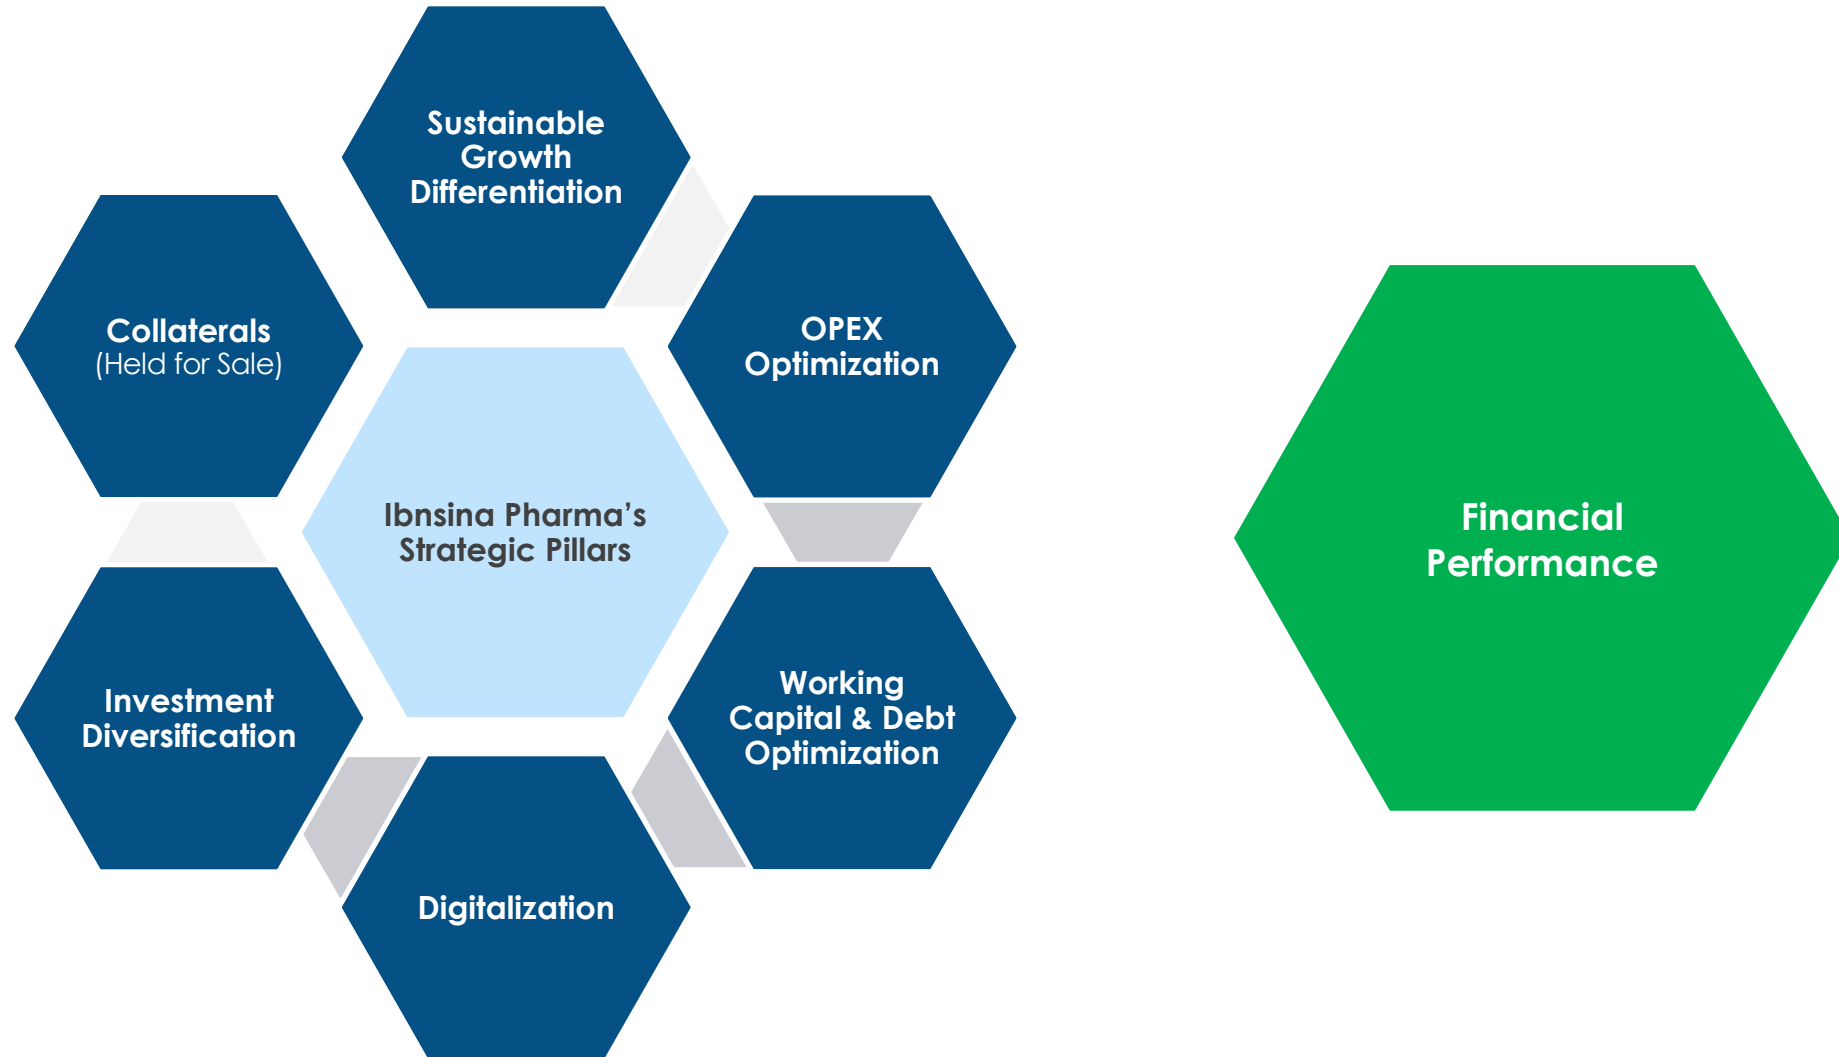 Sustainable
Growth
Differentiation
OPEX
Optimization
Working
Capital & Debt
Optimization
Digitalization
Investment
Diversification
Collaterals
(Held for Sale)
Ibnsina Pharma’s
Strategic Pillars
Financial
Performance